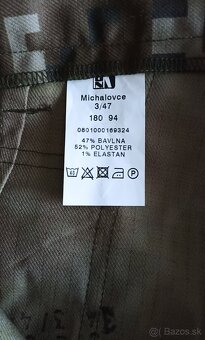 Michalovce
3/47
180 94
0801000169324
47% BAVLNA
52% POLYESTER
1% ELASTAN
bazos.sk